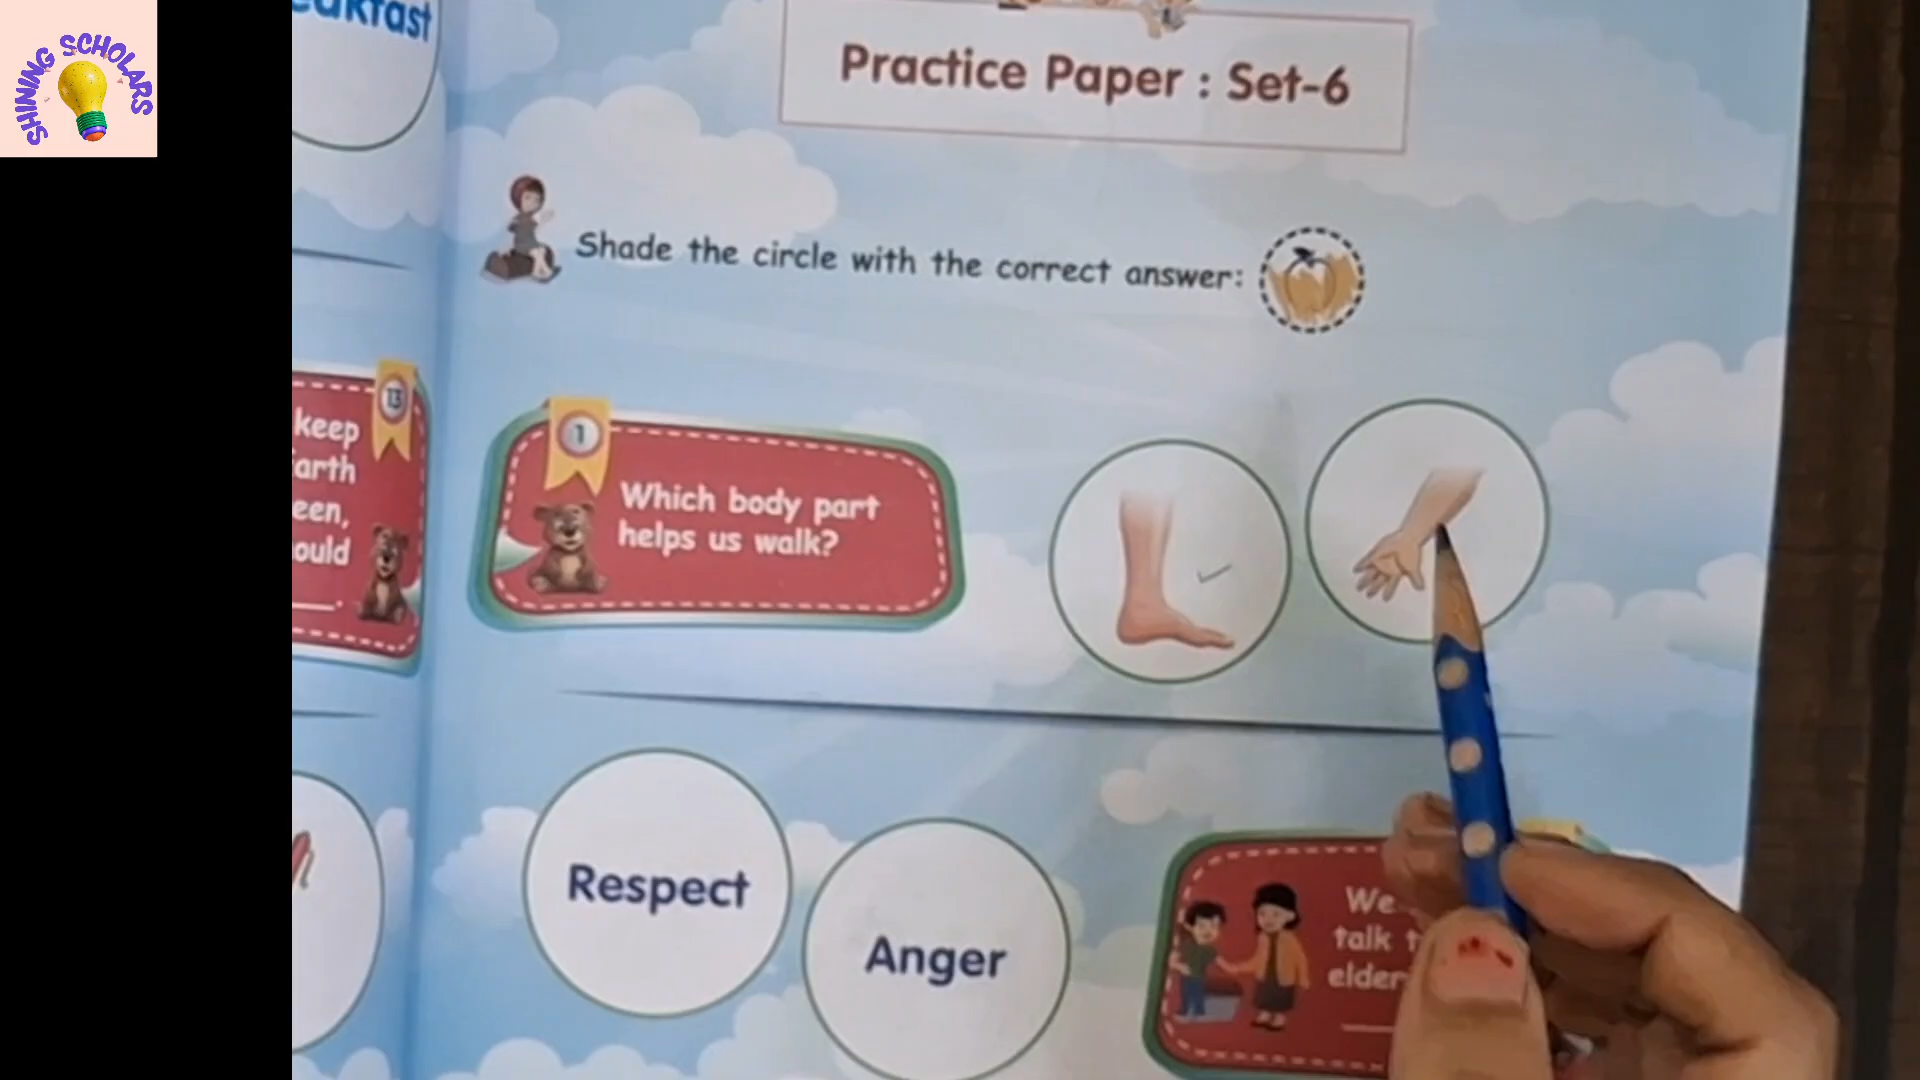 SHINING SCHOLARS
Practice Paper : Set-6
Shade the circle with the correct answer:
13
keep
een,
ould
1
Which body part
helps us walk?
Respect
Anger
We
talk
elder